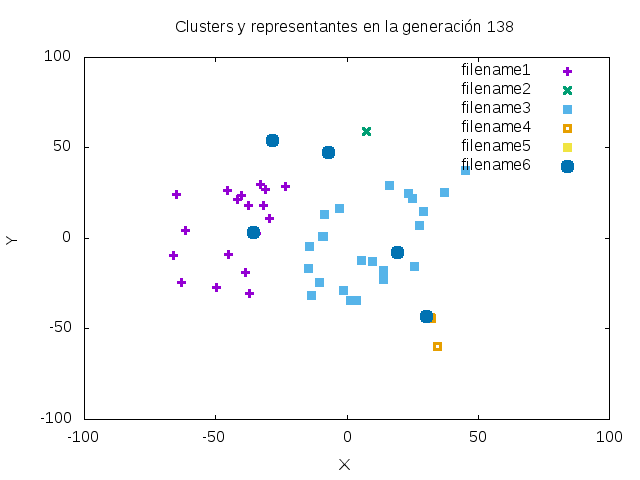 Clusters y representantes en la generación 138
100
50
0
-50
-100
-100
-50
0
50
100
Y
X
filename1
filename2
filename3
filename4
filename5
filename6